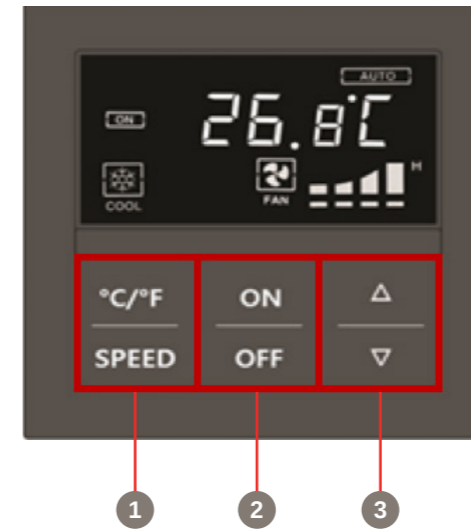 AUTO
ON
26.8°C
COOL
FAN
H
°C/°F
ON
SPEED
OFF
1
2
3